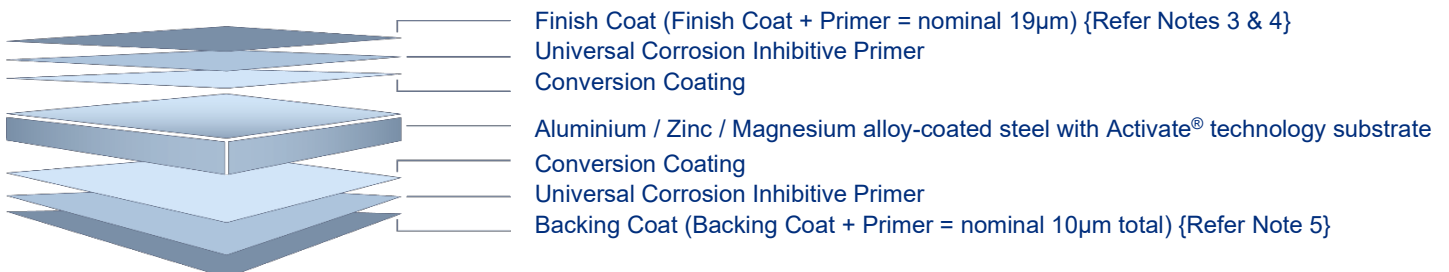 Finish Coat (Finish Coat + Primer = nominal 19µm) {Refer Notes 3 & 4}
Universal Corrosion Inhibitive Primer
Conversion Coating
Aluminium / Zinc / Magnesium alloy-coated steel with Activate® technology substrate
Conversion Coating
Universal Corrosion Inhibitive Primer
Backing Coat (Backing Coat + Primer = nominal 10µm total) {Refer Note 5}